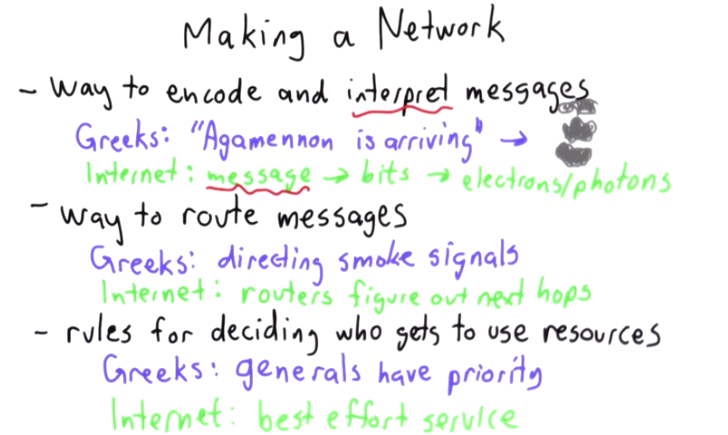 Making a Network
- way to encode and interpret messages
Greeks: "Agamennon is arriving" →
Internet: message → bits → electrons/photons
- way to route messages
Greeks: directing smoke signals
Internet: routers figure out next hops
- rules for deciding who gets to use resources
Greeks: generals have priority
Internet: best effort service